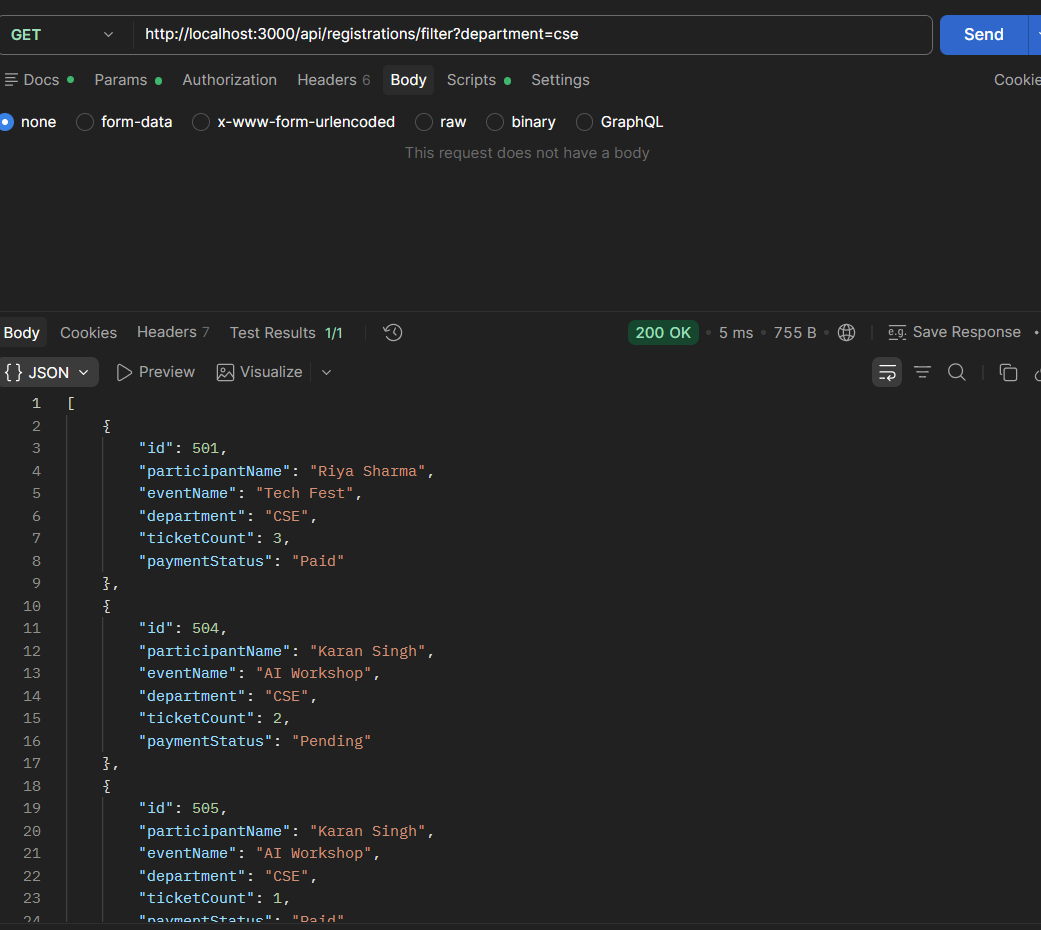 GET http://localhost:3000/api/registrations/filter?department=cse Send
Docs Params Authorization Headers 6 Body Scripts Settings Cookie
none form-data x-www-form-urlencoded raw binary GraphQL
This request does not have a body
Body Cookies Headers 7 Test Results 1/1 200 OK • 5 ms • 755 B • e.g. Save Response
{} JSON Preview Visualize
1 [
2 {
3 "id": 501,
4 "participantName": "Riya Sharma",
5 "eventName": "Tech Fest",
6 "department": "CSE",
7 "ticketCount": 3,
8 "paymentStatus": "Paid"
9 },
10 {
11 "id": 504,
12 "participantName": "Karan Singh",
13 "eventName": "AI Workshop",
14 "department": "CSE",
15 "ticketCount": 2,
16 "paymentStatus": "Pending"
17 },
18 {
19 "id": 505,
20 "participantName": "Karan Singh",
21 "eventName": "AI Workshop",
22 "department": "CSE",
23 "ticketCount": 1,
24 "paymentStatus": "Paid"